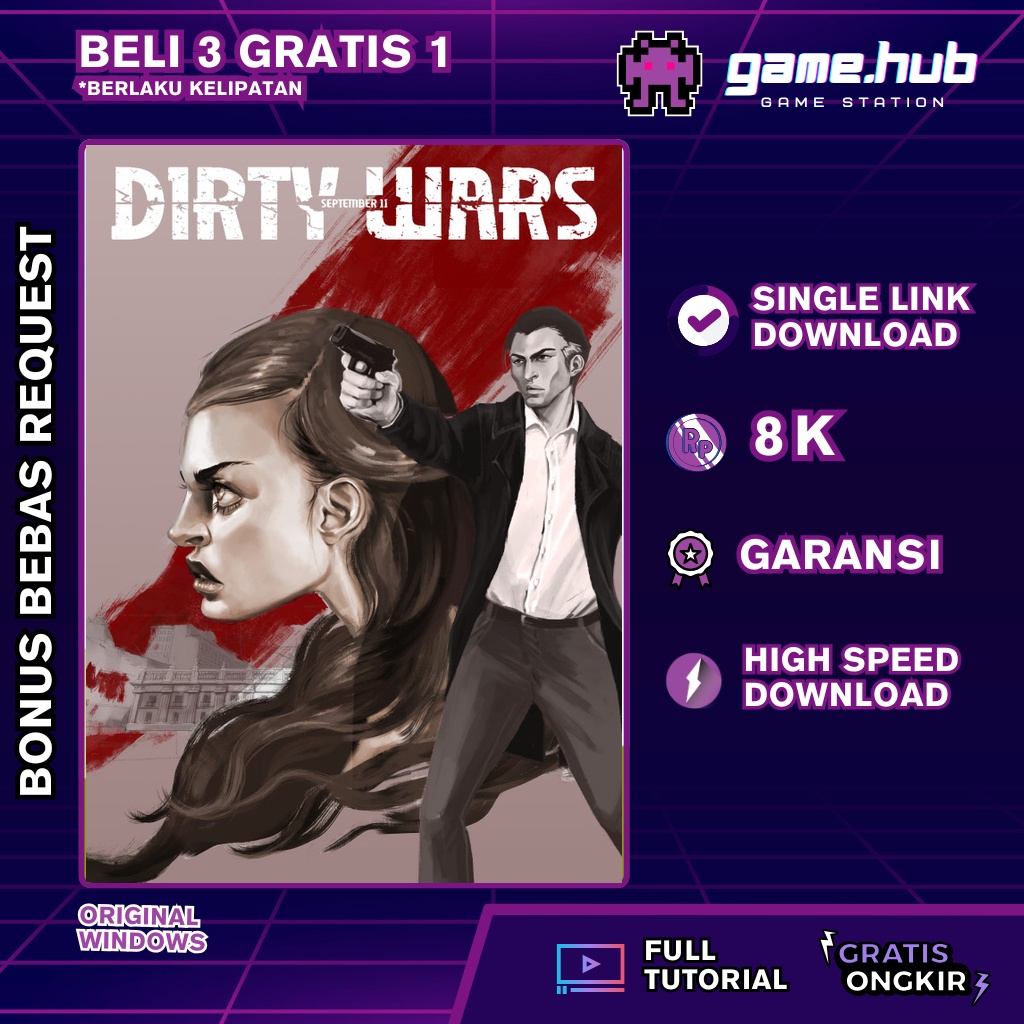 BELI 3 GRATIS 1
*BERLAKU KELIPATAN
game.hub
GAME STATION
BONUS BEBAS REQUEST
DIRTY WARS
SEPTEMBER 11
SINGLE LINK
DOWNLOAD
Rp
8K
GARANSI
HIGH SPEED
DOWNLOAD
ORIGINAL
WINDOWS
FULL
TUTORIAL
GRATIS
ONGKIR